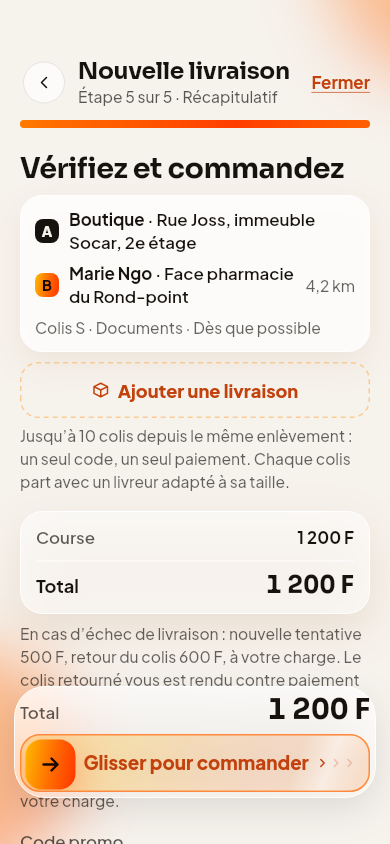 Nouvelle livraison
Étape 5 sur 5 · Récapitulatif
Fermer
Vérifiez et commandez
A
Boutique · Rue Joss, immeuble
Socar, 2e étage
B
Marie Ngo · Face pharmacie
du Rond-point
4,2 km
Colis S · Documents · Dès que possible
Ajouter une livraison
Jusqu’à 10 colis depuis le même enlèvement :
un seul code, un seul paiement. Chaque colis
part avec un livreur adapté à sa taille.
Course 1 200 F
Total 1 200 F
En cas d’échec de livraison : nouvelle tentative
500 F, retour du colis 600 F, à votre charge. Le
colis retourné vous est rendu contre paiement
Total 1 200 F
Glisser pour commander
votre charge.
Code promo